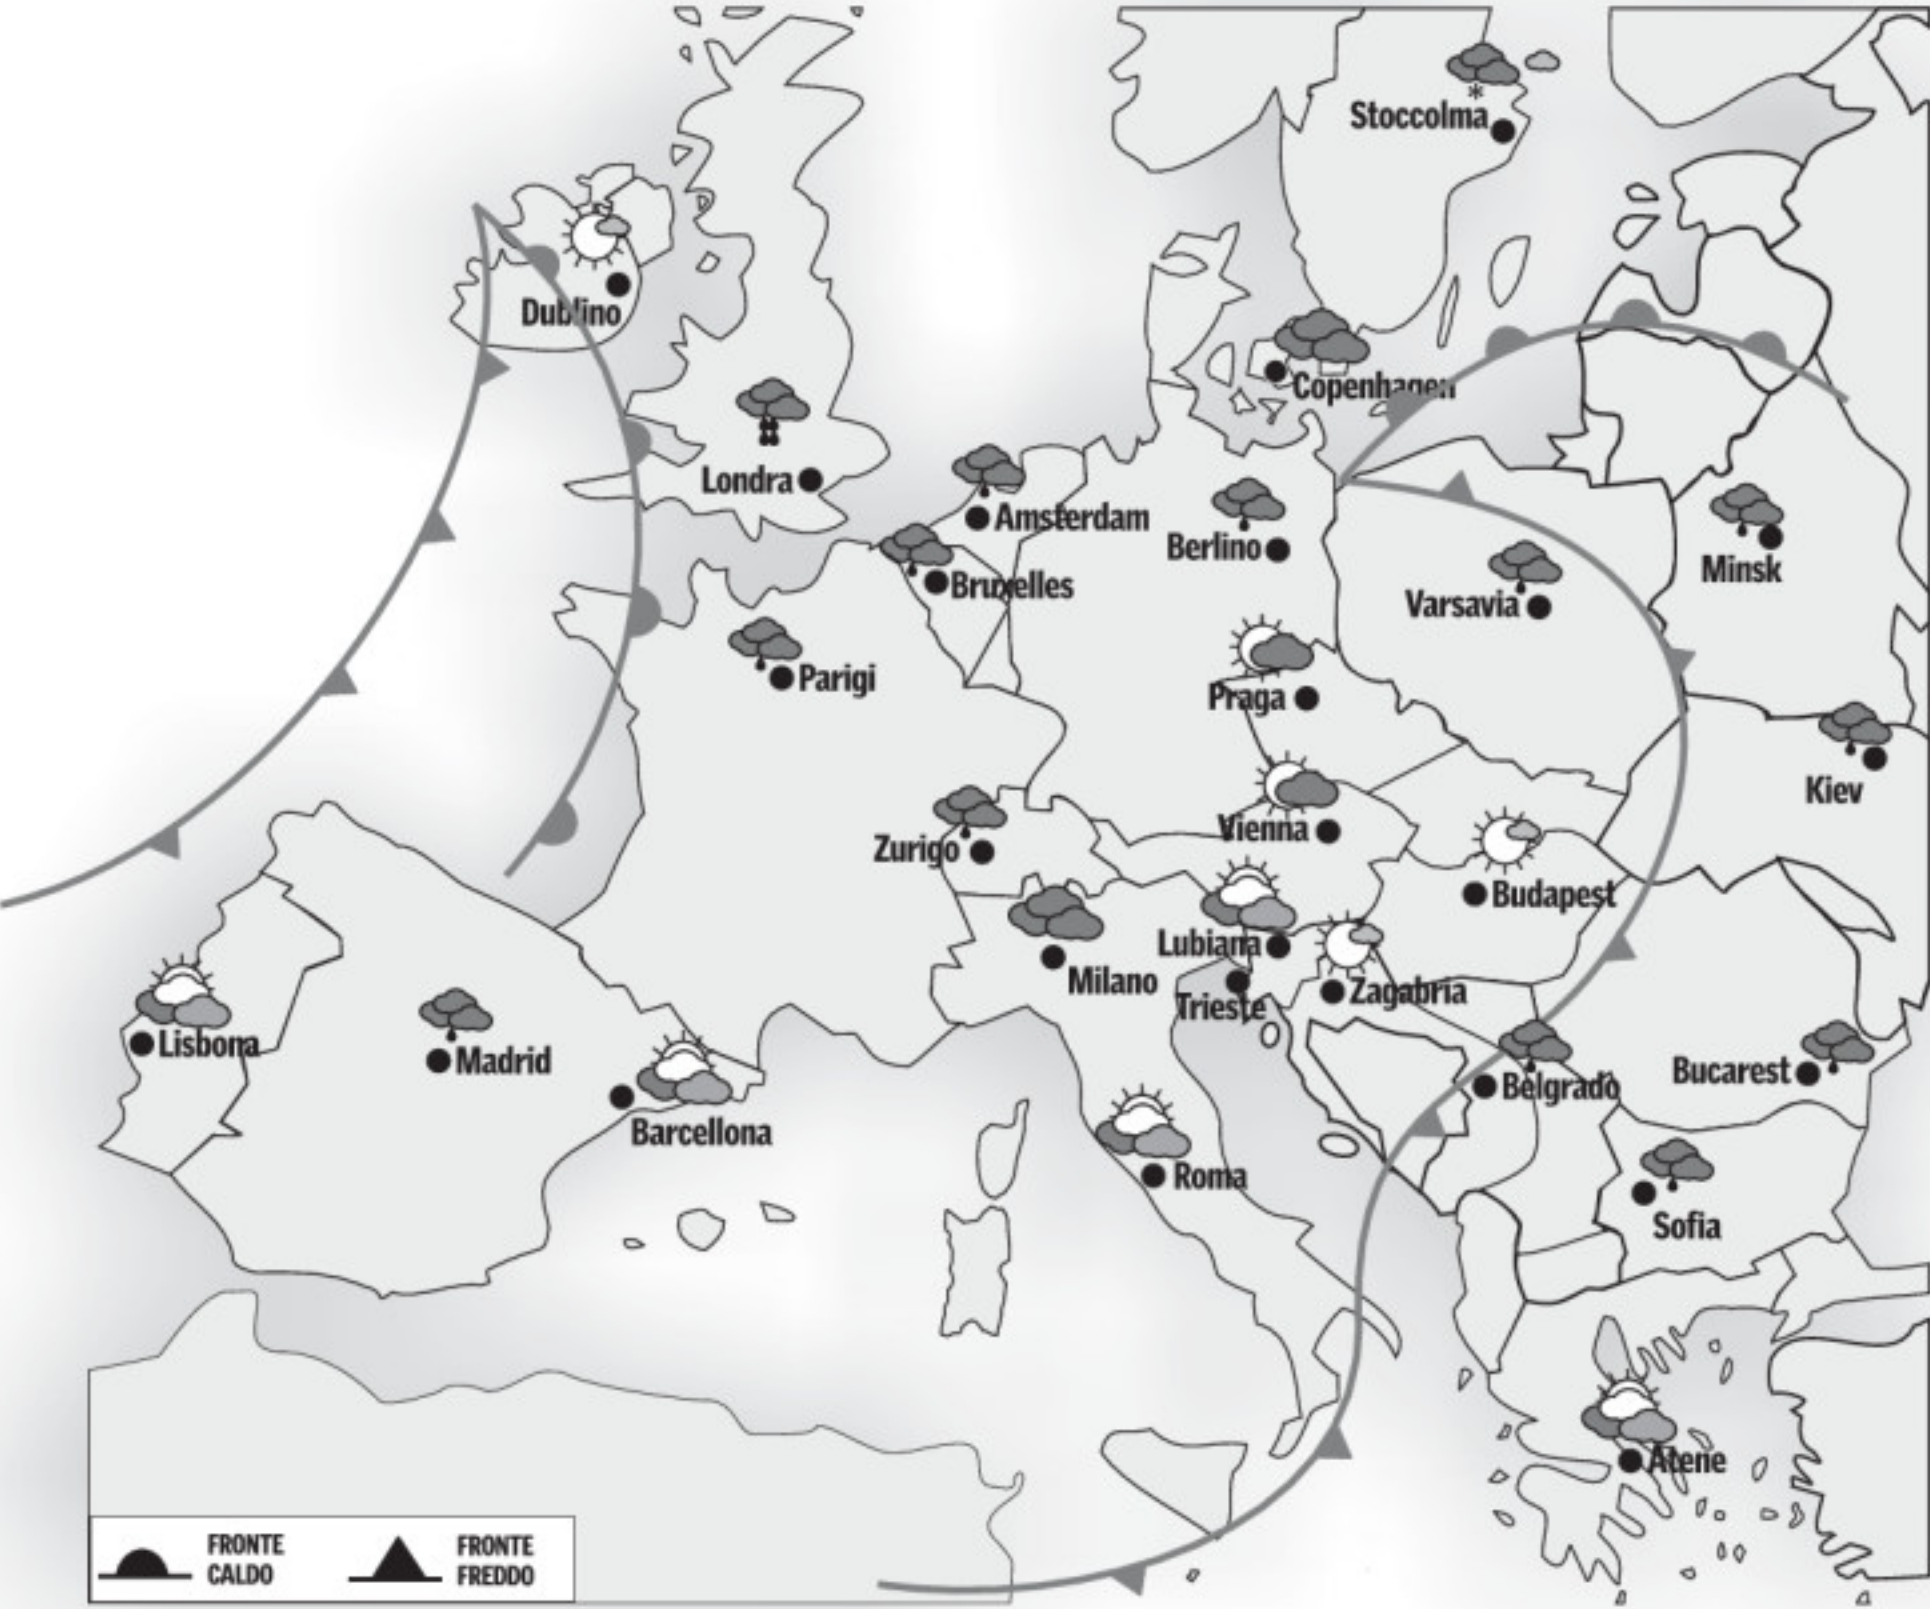 Stoccolma
Dublino
Copenhagen
Londra
Amsterdam
Berlino
Minsk
Bruxelles
Varsavia
Parigi
Praga
Kiev
Vienna
Zurigo
Budapest
Lubiana
Milano
Zagabria
Trieste
Lisbona
Madrid
Bucarest
Belgrado
Barcellona
Roma
Sofia
Atene
FRONTE
CALDO
FRONTE
FREDDO